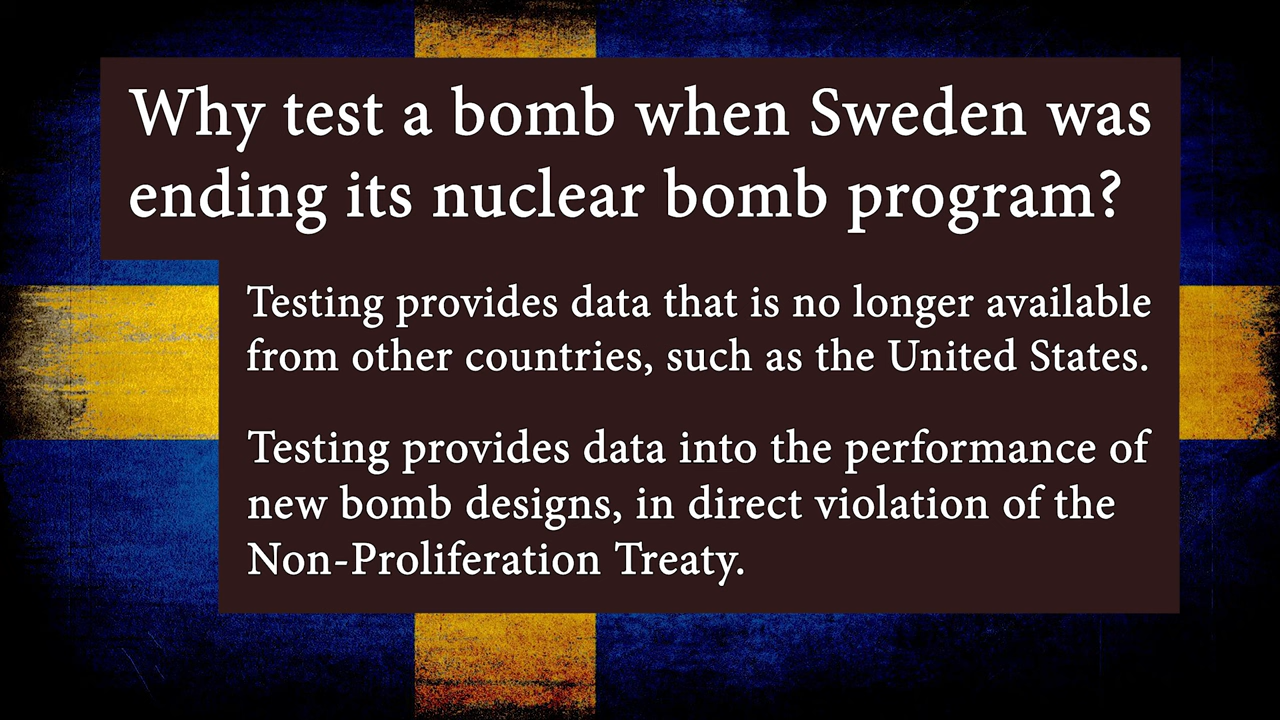 Why test a bomb when Sweden was
ending its nuclear bomb program?
Testing provides data that is no longer available
from other countries, such as the United States.
Testing provides data into the performance of
new bomb designs, in direct violation of the
Non-Proliferation Treaty.